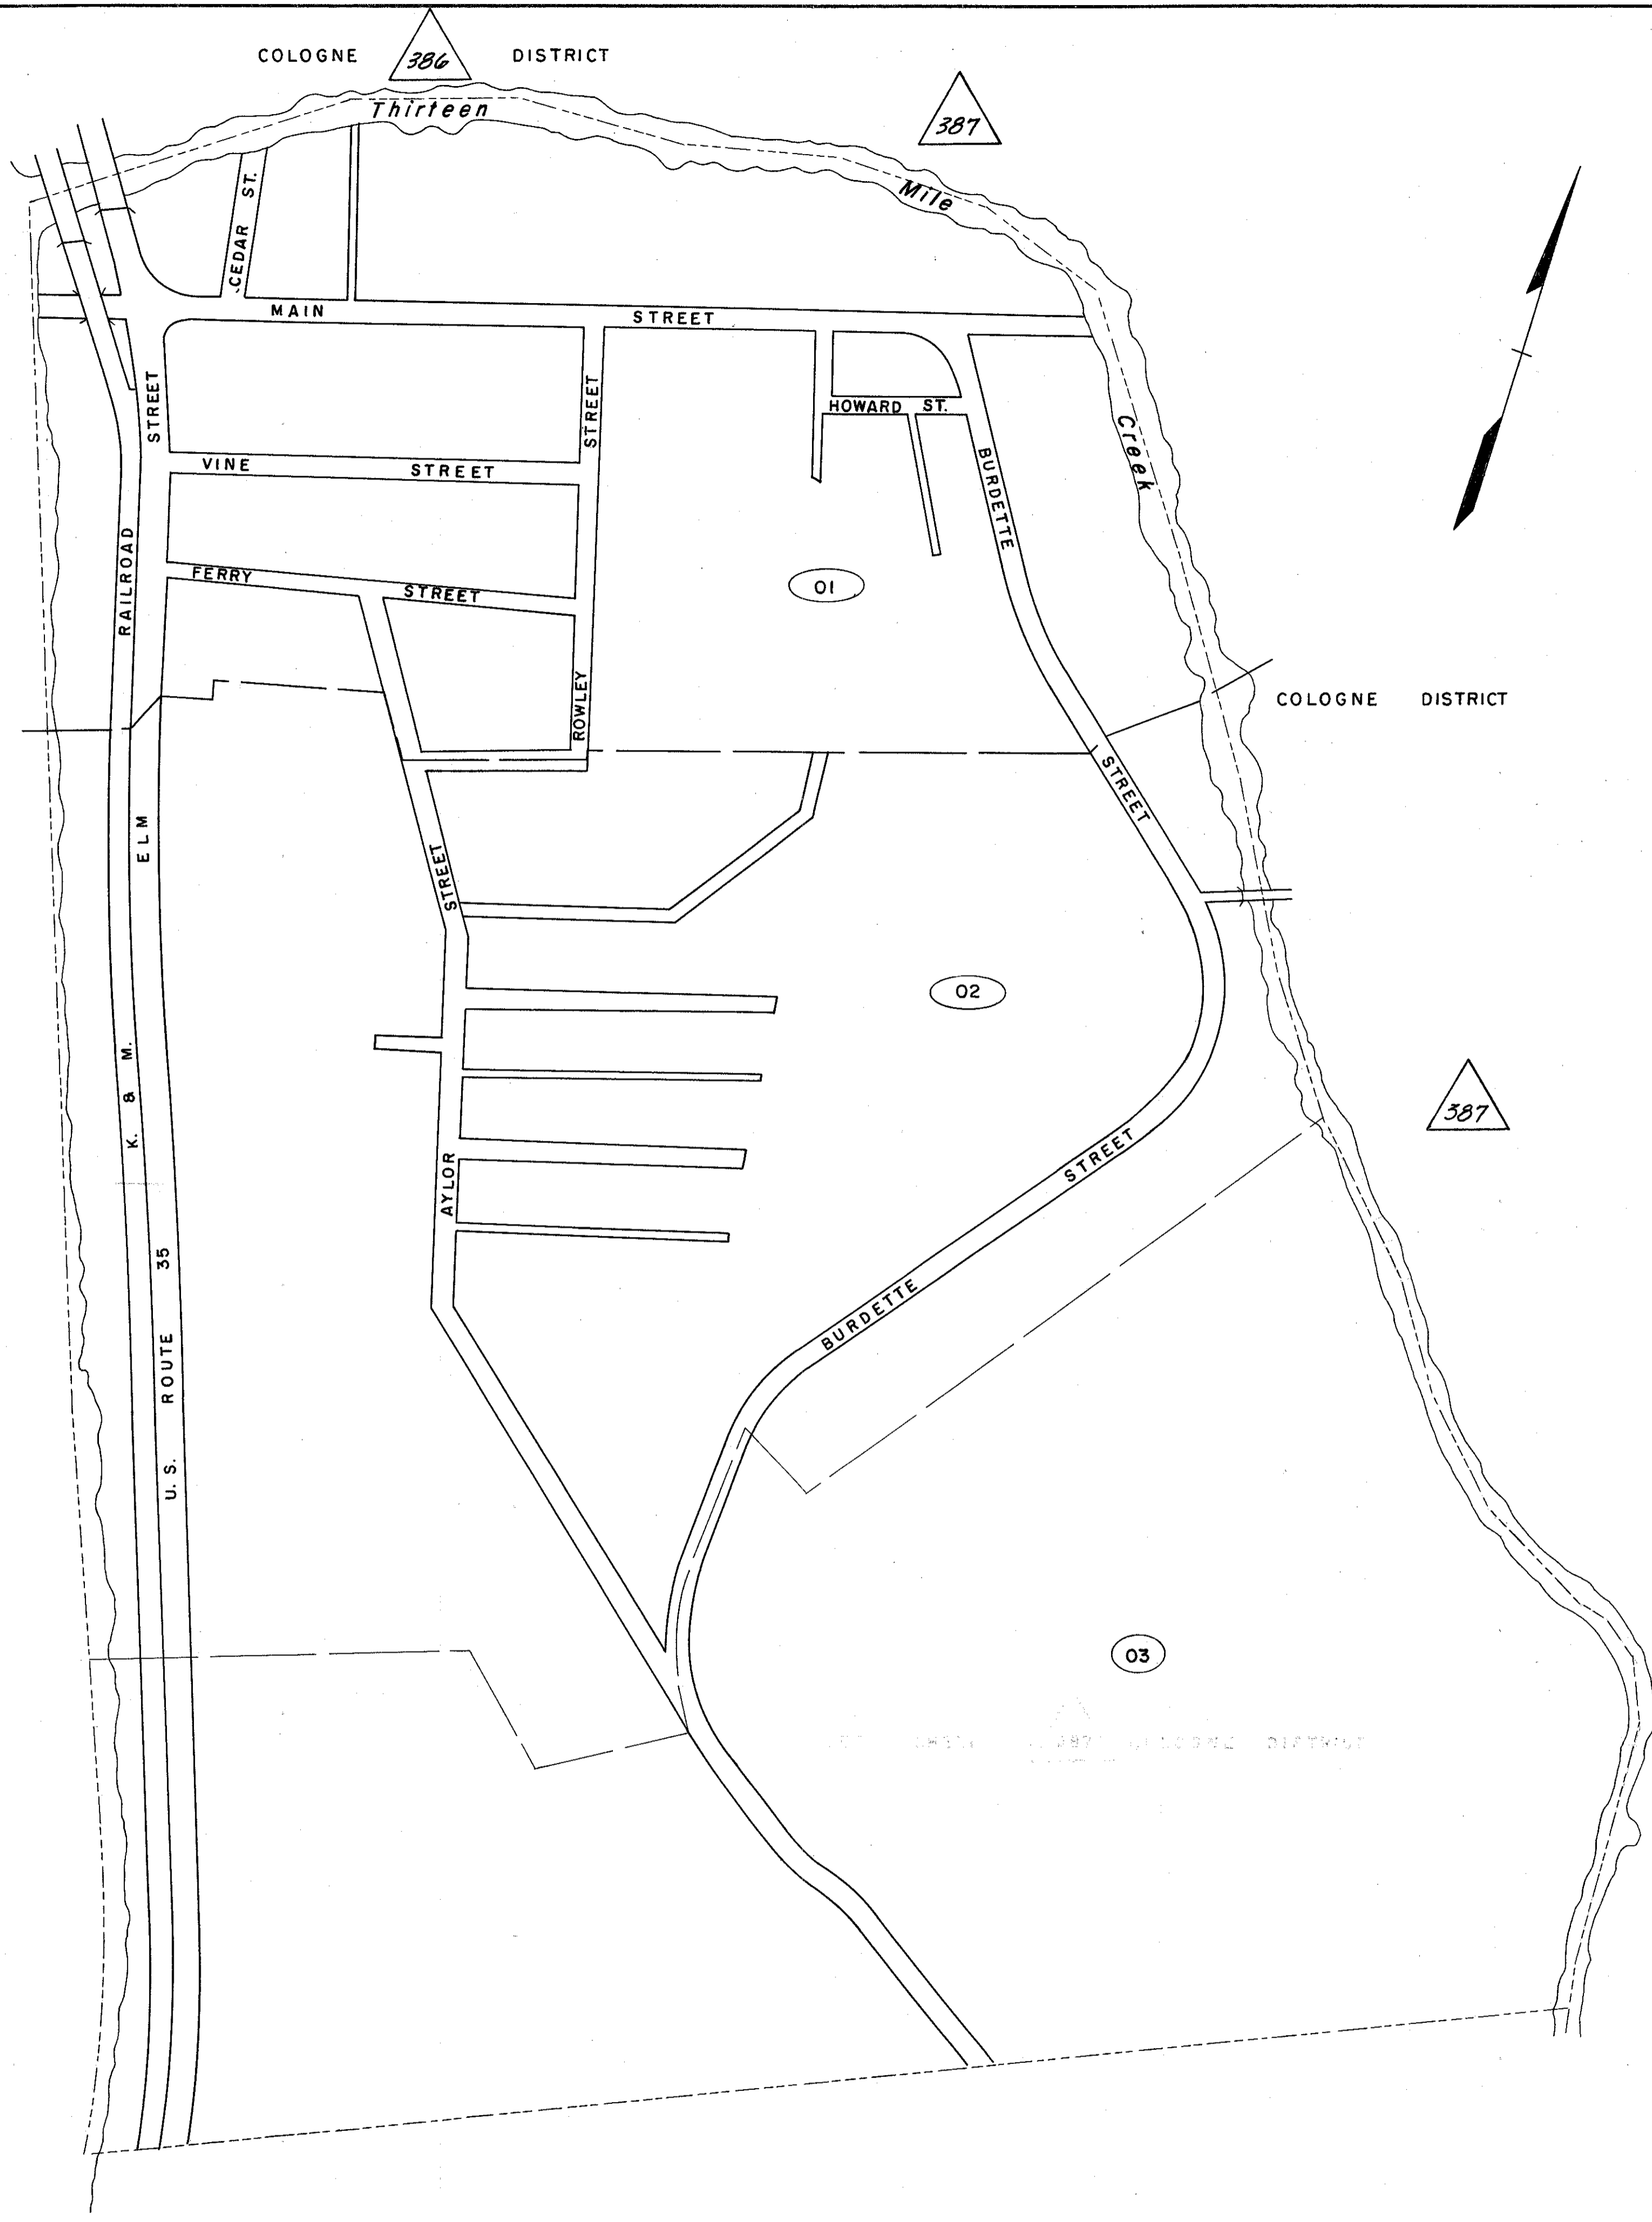 COLOGNE 386 DISTRICT
Thirteen
387
Mile
CEDAR ST.
MAIN STREET
STREET
STREET
HOWARD ST.
Creek
VINE STREET
BURDETTE
RAILROAD
FERRY STREET
01
ROWLEY
COLOGNE DISTRICT
STREET
ELM
STREET
02
K. & M.
387
STREET
AYLOR
35
BURDETTE
U.S. ROUTE
03